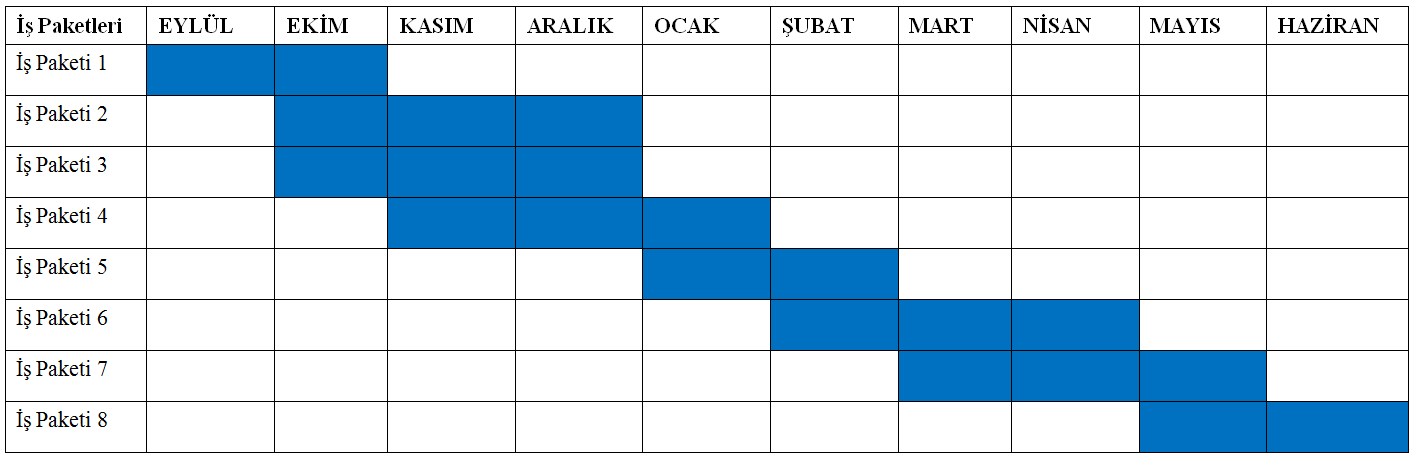 İş Paketleri EYLÜL EKİM KASIM ARALIK OCAK ŞUBAT MART NİSAN MAYIS HAZİRAN
İş Paketi 1
İş Paketi 2
İş Paketi 3
İş Paketi 4
İş Paketi 5
İş Paketi 6
İş Paketi 7
İş Paketi 8